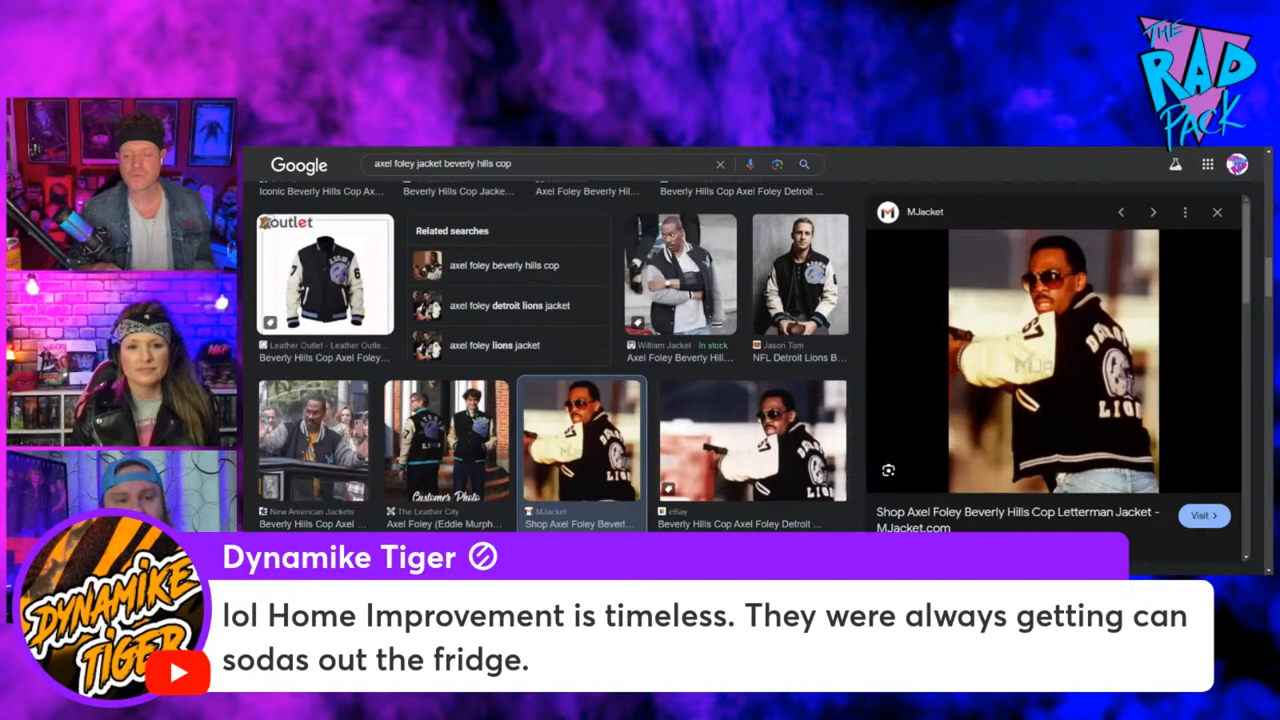 THE
RAD
PACK
Google
axel foley jacket beverly hills cop
Iconic Beverly Hills Cop Ax...
Beverly Hills Cop Jacke...
Axel Foley Beverly Hil...
Beverly Hills Cop Axel Foley Detroit ...
MJacket
outlet
Related searches
axel foley beverly hills cop
axel foley detroit lions jacket
axel foley lions jacket
Leather Outlet - Leather Outle...
Beverly Hills Cop Axel Foley...
William Jacket In stock
Axel Foley Beverly Hill...
Jason Tom
NFL Detroit Lions B...
LION
Customer Photo
New American Jackets
Beverly Hills Cop Axel ...
The Leather City
Axel Foley (Eddie Murph...
MJacket
Shop Axel Foley Beverl...
eBay
Beverly Hills Cop Axel Foley Detroit ...
Shop Axel Foley Beverly Hills Cop Letterman Jacket -
MJacket.com
Visit >
Dynamike Tiger
lol Home Improvement is timeless. They were always getting can
sodas out the fridge.
DYNAMIKE
TIGER